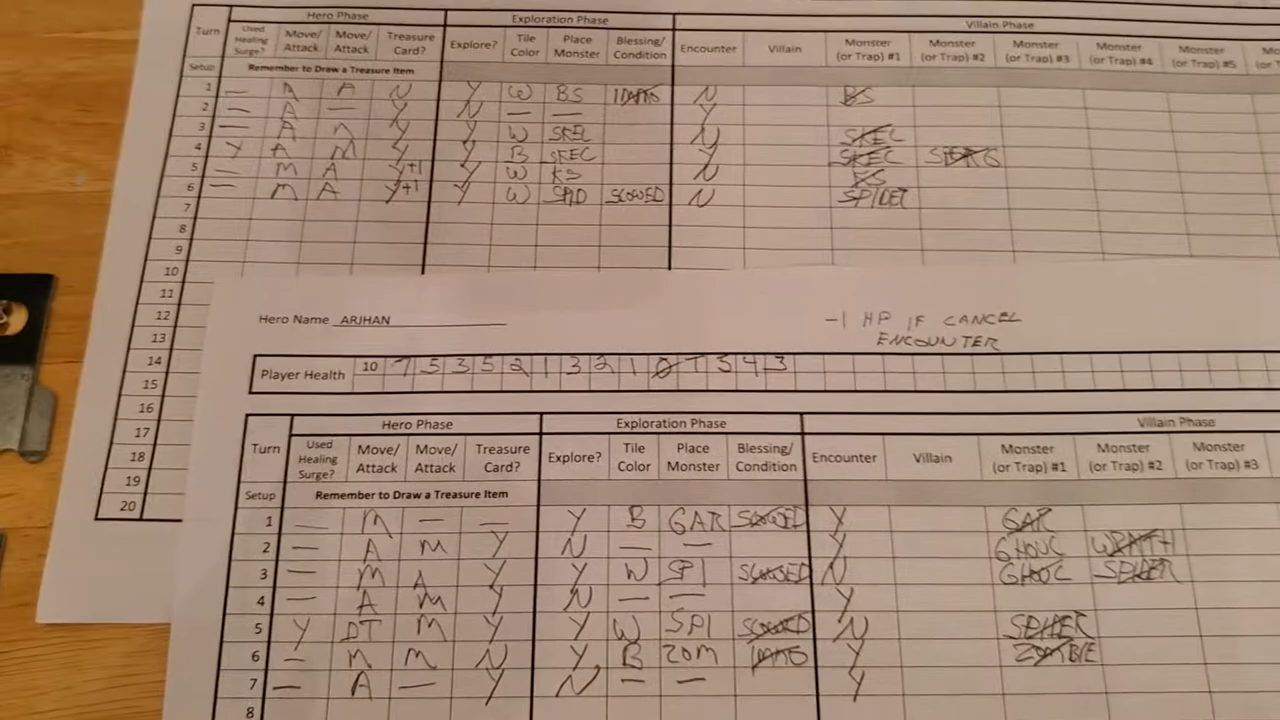 Hero Phase Exploration Phase Villain Phase
Turn Used Healing Surge? Move/ Attack Move/ Attack Treasure Card? Explore? Tile Color Place Monster Blessing/ Condition Encounter Villain Monster (or Trap) #1 Monster (or Trap) #2 Monster (or Trap) #3 Monster (or Trap) #4 Monster (or Trap) #5
Setup Remember to Draw a Treasure Item
1 — M A N Y W BS N BS
2 — A — Y N — — Y
3 — A M Y Y W SKEL N SKEL
4 Y A M Y Y B SKEL Y SKEL
5 — M A Y+1 Y W KS N KS
6 — M A Y+1 Y W SPID SLOWED N SPIDER
7
8
9
10
11
12
13
14
15
16
17
18
19
20
Hero Name ARJHAN
-1 HP IF CANCEL
ENCOUNTER
Player Health 10 7 5 3 5 2 1 3 2 1 0 T 5 4 3
Hero Phase Exploration Phase Villain Phase
Turn Used Healing Surge? Move/ Attack Move/ Attack Treasure Card? Explore? Tile Color Place Monster Blessing/ Condition Encounter Villain Monster (or Trap) #1 Monster (or Trap) #2 Monster (or Trap) #3
Setup Remember to Draw a Treasure Item
1 — M — — Y B GAR SLOWED Y GAR
2 — A M Y N — — Y GHOUL WRAITH
3 — M A Y Y W SPI SLOWED N GHOUL SPIDER
4 — A M Y N — — Y
5 Y DT M Y Y W SPI SLOWED N SPIDER
6 — M M N Y B ZOM Y ZOMBIE
7 — A — Y N — — Y
8